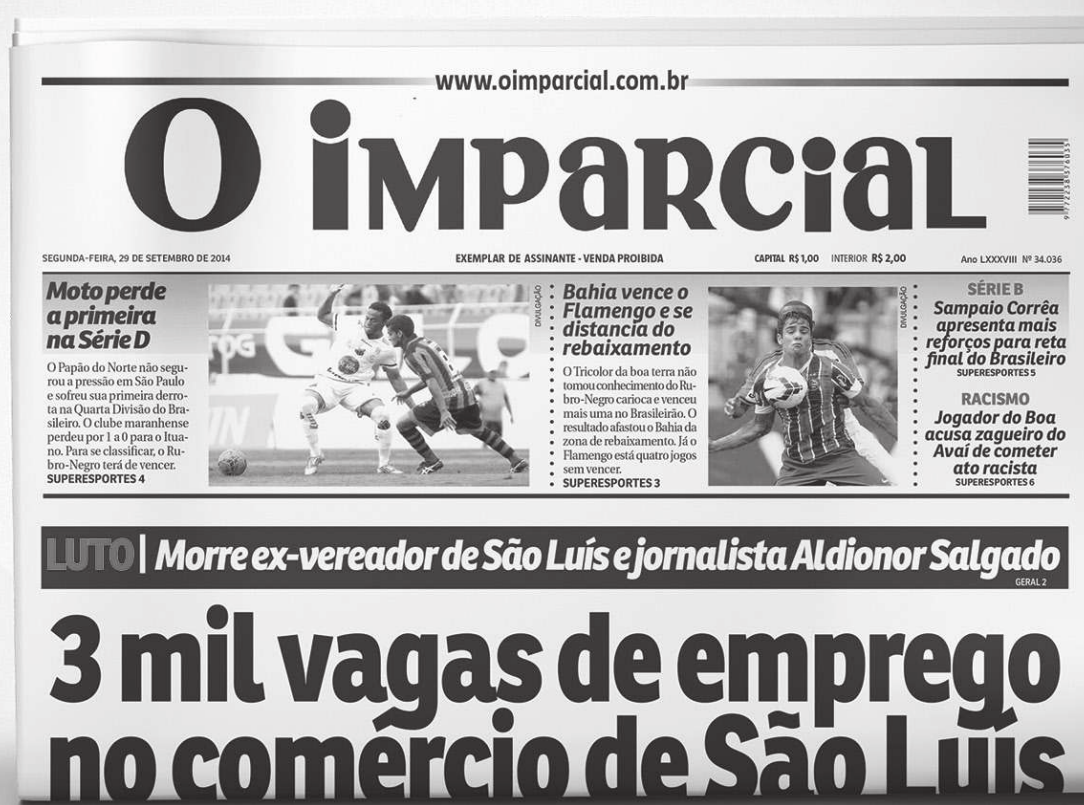 www.oimparcial.com.br
O imparcial
9772238576035
SEGUNDA-FEIRA, 29 DE SETEMBRO DE 2014
EXEMPLAR DE ASSINANTE - VENDA PROIBIDA
CAPITAL R$ 1,00 INTERIOR R$ 2,00
Ano LXXXVIII Nº 34.036
Moto perde
a primeira
na Série D
O Papão do Norte não segu-
rou a pressão em São Paulo
e sofreu sua primeira derro-
ta na Quarta Divisão do Bra-
sileiro. O clube maranhense
perdeu por 1 a 0 para o Itua-
no. Para se classificar, o Ru-
bro-Negro terá de vencer.
SUPERESPORTES 4
DIVULGAÇÃO
Bahia vence o
Flamengo e se
distancia do
rebaixamento
O Tricolor da boa terra não
tomou conhecimento do Ru-
bro-Negro carioca e venceu
mais uma no Brasileirão. O
resultado afastou o Bahia da
zona de rebaixamento. Já o
Flamengo está quatro jogos
sem vencer.
SUPERESPORTES 3
DIVULGAÇÃO
SÉRIE B
Sampaio Corrêa
apresenta mais
reforços para reta
final do Brasileiro
SUPERESPORTES 5
RACISMO
Jogador do Boa
acusa zagueiro do
Avaí de cometer
ato racista
SUPERESPORTES 6
LUTO | Morre ex-vereador de São Luís e jornalista Aldionor Salgado
GERAL 2
3 mil vagas de emprego
no comércio de São Luís